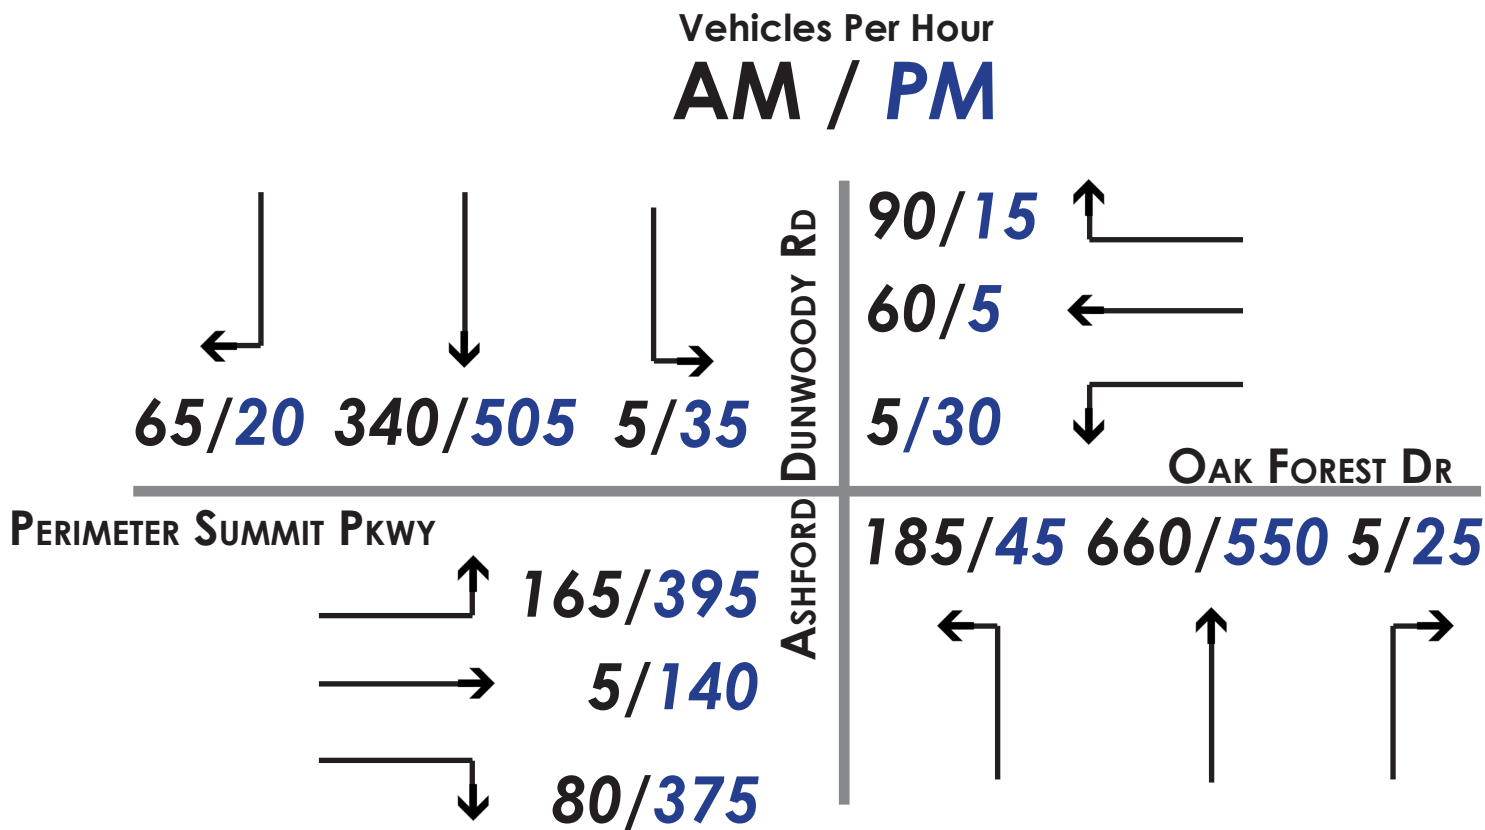 Vehicles Per Hour
AM / PM
90/15
60/5
5/30
65/20 340/505 5/35
Ashford Dunwoody Rd
Oak Forest Dr
Perimeter Summit Pkwy
185/45 660/550 5/25
165/395
5/140
80/375